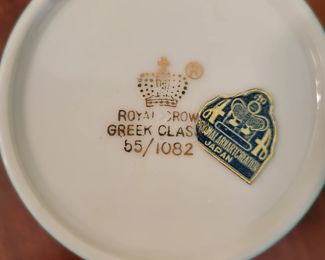 R
ROYAL CROW
GREEK CLASS
55/1082
JAPAN